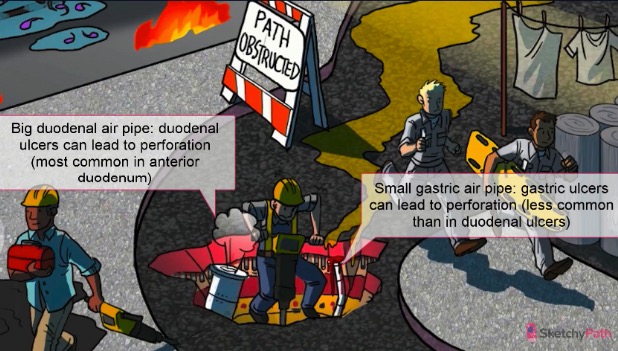 PATH
OBSTRUCTED
Big duodenal air pipe: duodenal
ulcers can lead to perforation
(most common in anterior
duodenum)
Small gastric air pipe: gastric ulcers
can lead to perforation (less common
than in duodenal ulcers)
SketchyPath